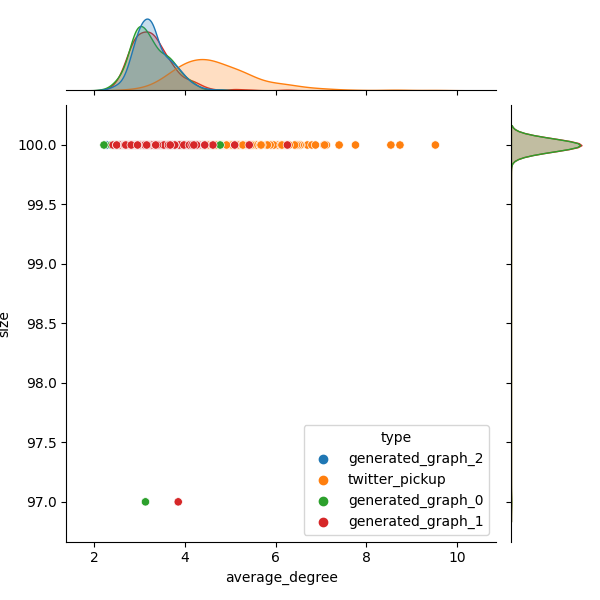 100.0
99.5
99.0
98.5
98.0
97.5
97.0
size
2
4
6
8
10
average_degree
type
generated_graph_2
twitter_pickup
generated_graph_0
generated_graph_1